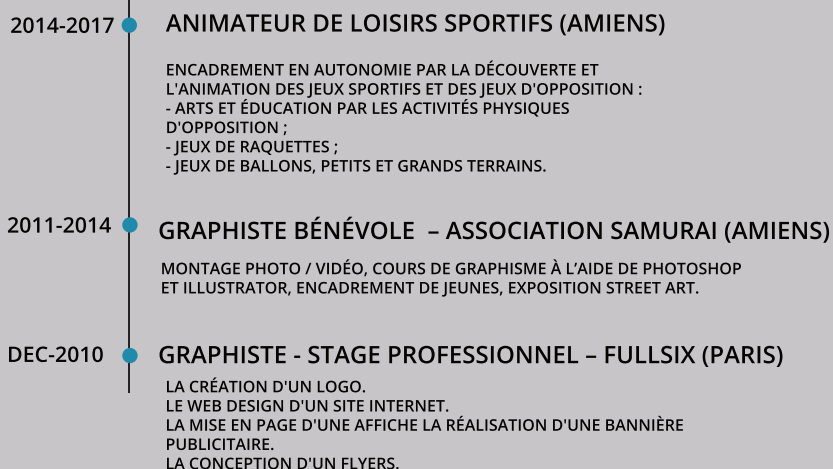 2014-2017 ANIMATEUR DE LOISIRS SPORTIFS (AMIENS)
ENCADREMENT EN AUTONOMIE PAR LA DÉCOUVERTE ET
L'ANIMATION DES JEUX SPORTIFS ET DES JEUX D'OPPOSITION :
- ARTS ET ÉDUCATION PAR LES ACTIVITÉS PHYSIQUES
D'OPPOSITION ;
- JEUX DE RAQUETTES ;
- JEUX DE BALLONS, PETITS ET GRANDS TERRAINS.
2011-2014 GRAPHISTE BÉNÉVOLE – ASSOCIATION SAMURAI (AMIENS)
MONTAGE PHOTO / VIDÉO, COURS DE GRAPHISME À L’AIDE DE PHOTOSHOP
ET ILLUSTRATOR, ENCADREMENT DE JEUNES, EXPOSITION STREET ART.
DEC-2010 GRAPHISTE - STAGE PROFESSIONNEL – FULLSIX (PARIS)
LA CRÉATION D'UN LOGO.
LE WEB DESIGN D'UN SITE INTERNET.
LA MISE EN PAGE D'UNE AFFICHE LA RÉALISATION D'UNE BANNIÈRE
PUBLICITAIRE.
LA CONCEPTION D'UN FLYERS.